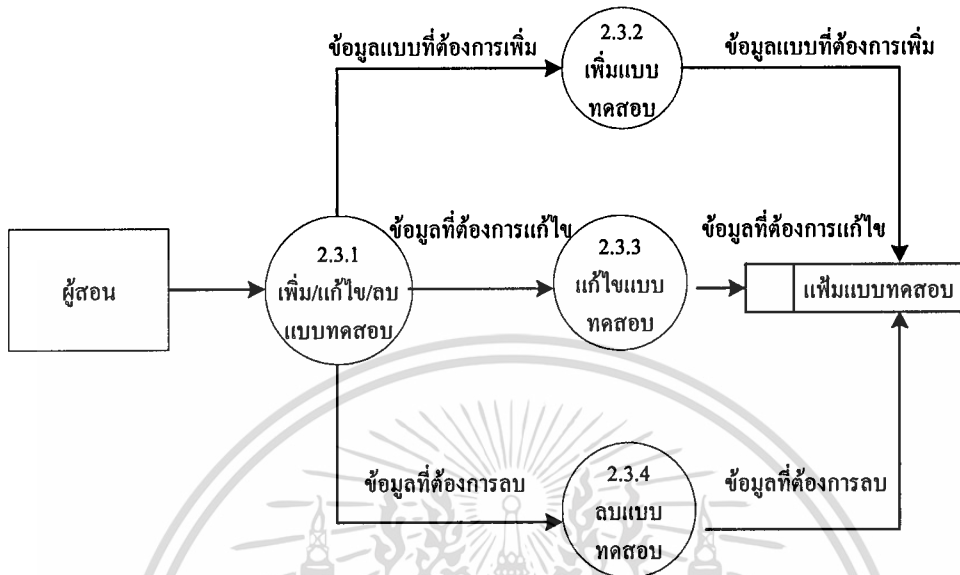 ข้อมูลแบบที่ต้องการเพิ่ม
2.3.2
เพิ่มแบบ
ทดสอบ
ข้อมูลแบบที่ต้องการเพิ่ม
ผู้สอน
2.3.1
เพิ่ม/แก้ไข/ลบ
แบบทดสอบ
ข้อมูลที่ต้องการแก้ไข
2.3.3
แก้ไขแบบ
ทดสอบ
ข้อมูลที่ต้องการแก้ไข
แฟ้มแบบทดสอบ
ข้อมูลที่ต้องการลบ
2.3.4
ลบแบบ
ทดสอบ
ข้อมูลที่ต้องการลบ